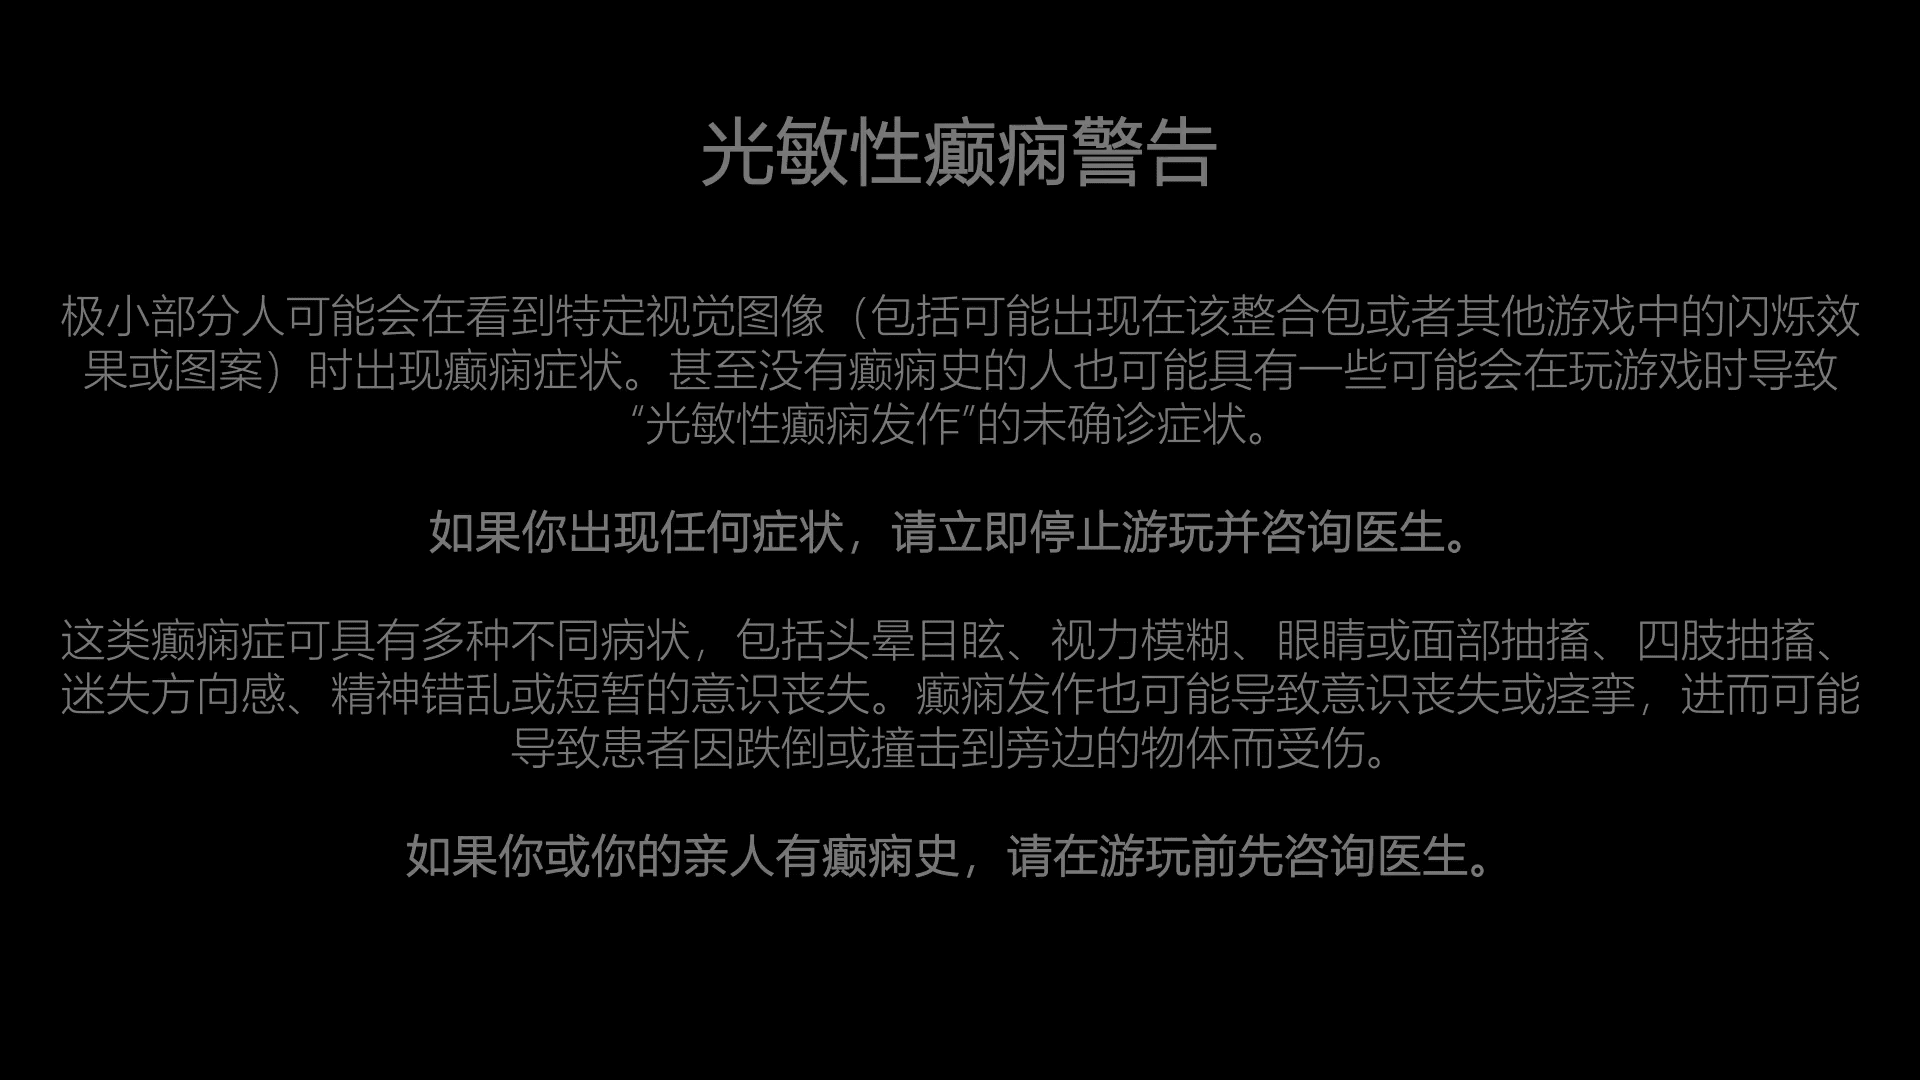 光敏性癫痫警告
极小部分人可能会在看到特定视觉图像（包括可能出现在该整合包或者其他游戏中的闪烁效
果或图案）时出现癫痫症状。甚至没有癫痫史的人也可能具有一些可能会在玩游戏时导致
“光敏性癫痫发作”的未确诊症状。
如果你出现任何症状，请立即停止游玩并咨询医生。
这类癫痫症可具有多种不同病状，包括头晕目眩、视力模糊、眼睛或面部抽搐、四肢抽搐、
迷失方向感、精神错乱或短暂的意识丧失。癫痫发作也可能导致意识丧失或痉挛，进而可能
导致患者因跌倒或撞击到旁边的物体而受伤。
如果你或你的亲人有癫痫史，请在游玩前先咨询医生。